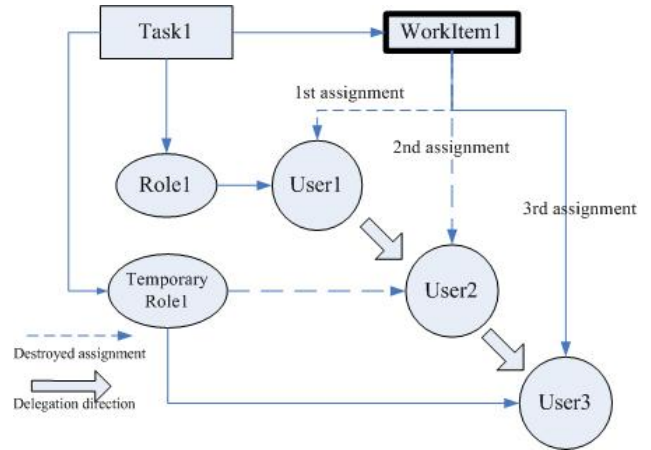 Task1
WorkItem1
1st assignment
2nd assignment
Role1
User1
3rd assignment
Temporary
Role1
User2
Destroyed assignment
Delegation direction
User3